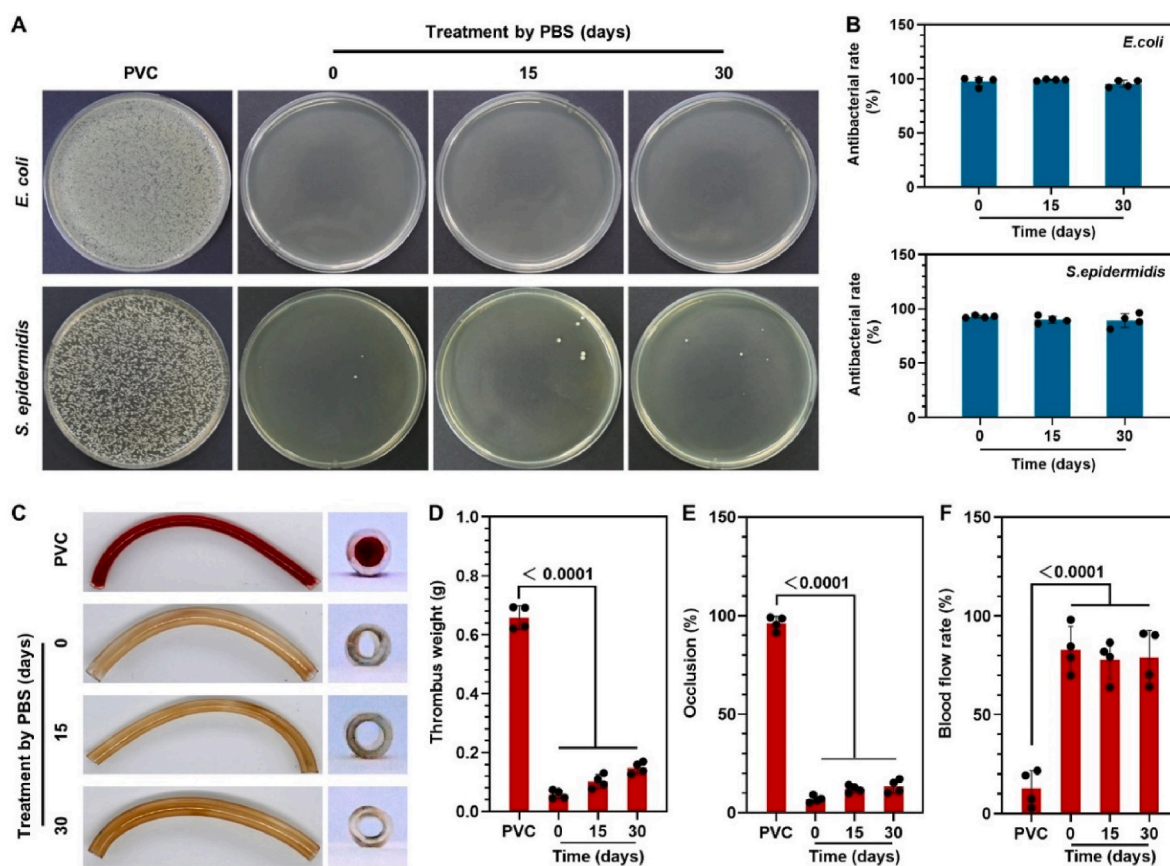 A
Treatment by PBS (days)
PVC
0
15
30
E. coli
S. epidermidis
B
E.coli
Antibacterial rate
(%)
150
100
50
0
0
15
30
Time (days)
S.epidermidis
Antibacterial rate
(%)
150
100
50
0
0
15
30
Time (days)
C
PVC
Treatment by PBS (days)
0
15
30
D
Thrombus weight (g)
1.0
0.8
0.6
0.4
0.2
0.0
< 0.0001
PVC
0
15
30
Time (days)
E
Occlusion (%)
150
100
50
0
< 0.0001
PVC
0
15
30
Time (days)
F
Blood flow rate (%)
150
100
50
0
< 0.0001
PVC
0
15
30
Time (days)